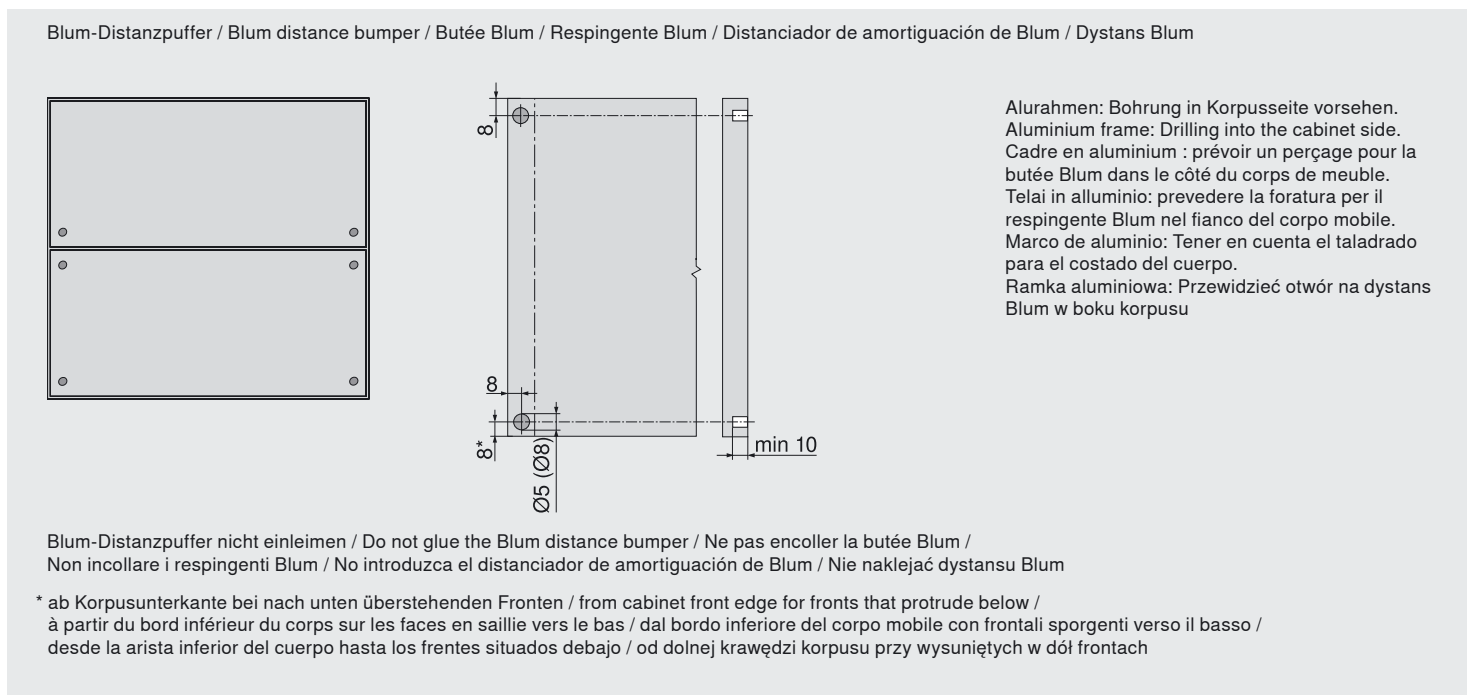 Blum-Distanzpuffer / Blum distance bumper / Butée Blum / Respingente Blum / Distanciador de amortiguación de Blum / Dystans Blum
8
8
8*
Ø5 (Ø8)
min 10
Alurahmen: Bohrung in Korpusseite vorsehen.
Aluminium frame: Drilling into the cabinet side.
Cadre en aluminium : prévoir un perçage pour la
butée Blum dans le côté du corps de meuble.
Telai in alluminio: prevedere la foratura per il
respingente Blum nel fianco del corpo mobile.
Marco de aluminio: Tener en cuenta el taladrado
para el costado del cuerpo.
Ramka aluminiowa: Przewidzieć otwór na dystans
Blum w boku korpusu
Blum-Distanzpuffer nicht einleimen / Do not glue the Blum distance bumper / Ne pas encoller la butée Blum /
Non incollare i respingenti Blum / No introduzca el distanciador de amortiguación de Blum / Nie naklejać dystansu Blum
* ab Korpusunterkante bei nach unten überstehenden Fronten / from cabinet front edge for fronts that protrude below /
à partir du bord inférieur du corps sur les faces en saillie vers le bas / dal bordo inferiore del corpo mobile con frontali sporgenti verso il basso /
desde la arista inferior del cuerpo hasta los frentes situados debajo / od dolnej krawędzi korpusu przy wysuniętych w dół frontach